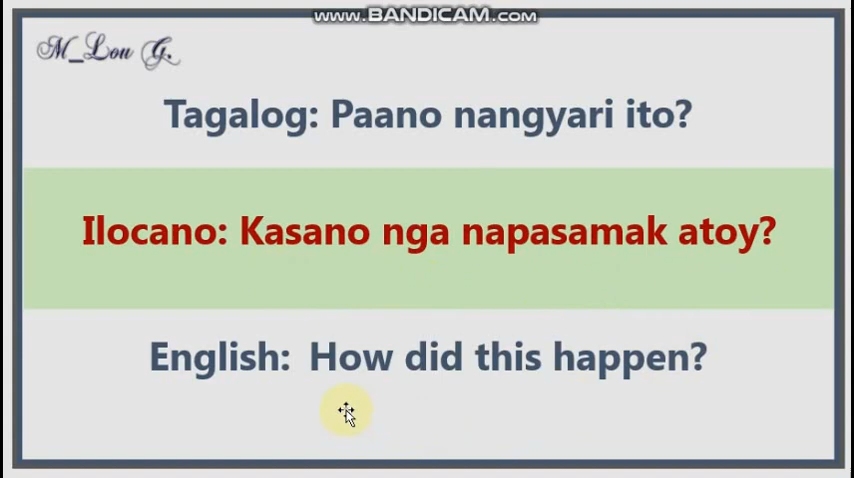 www.BANDICAM.com
M_Lou G.
Tagalog: Paano nangyari ito?
Ilocano: Kasano nga napasamak atoy?
English: How did this happen?